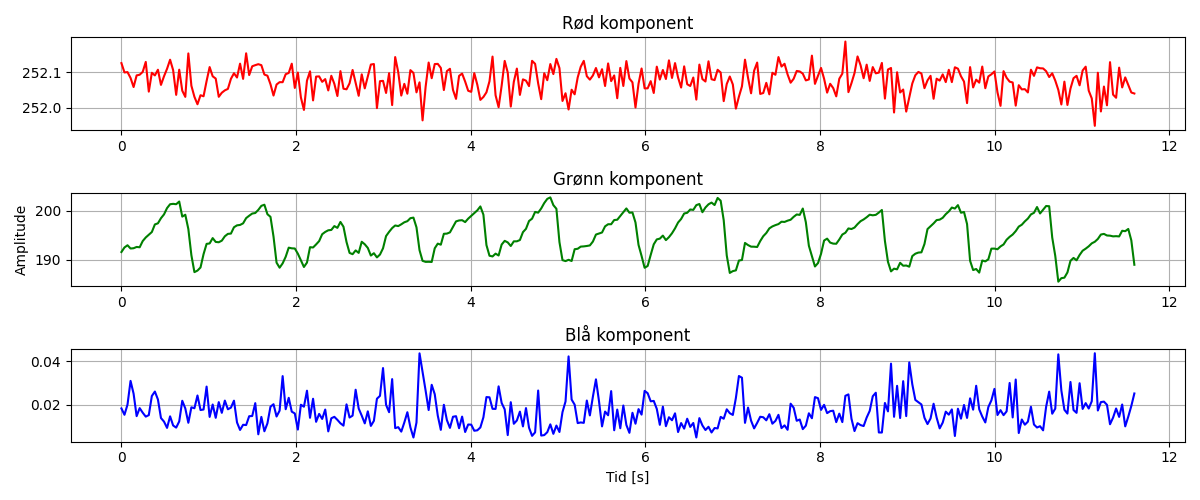 Rød komponent
252.1
252.0
0 2 4 6 8 10 12
Grønn komponent
200
190
Amplitude
0 2 4 6 8 10 12
Blå komponent
0.04
0.02
0 2 4 6 8 10 12
Tid [s]